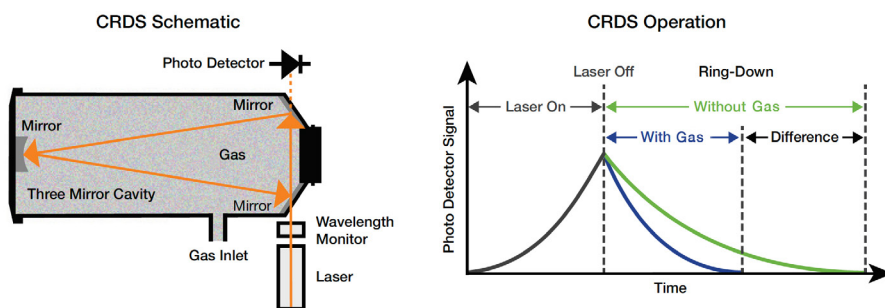 CRDS Schematic
Photo Detector
Mirror
Mirror
Gas
Three Mirror Cavity
Mirror
Wavelength
Monitor
Gas Inlet
Laser
CRDS Operation
Laser Off
Ring-Down
Laser On
Without Gas
With Gas
Difference
Photo Detector Signal
Time